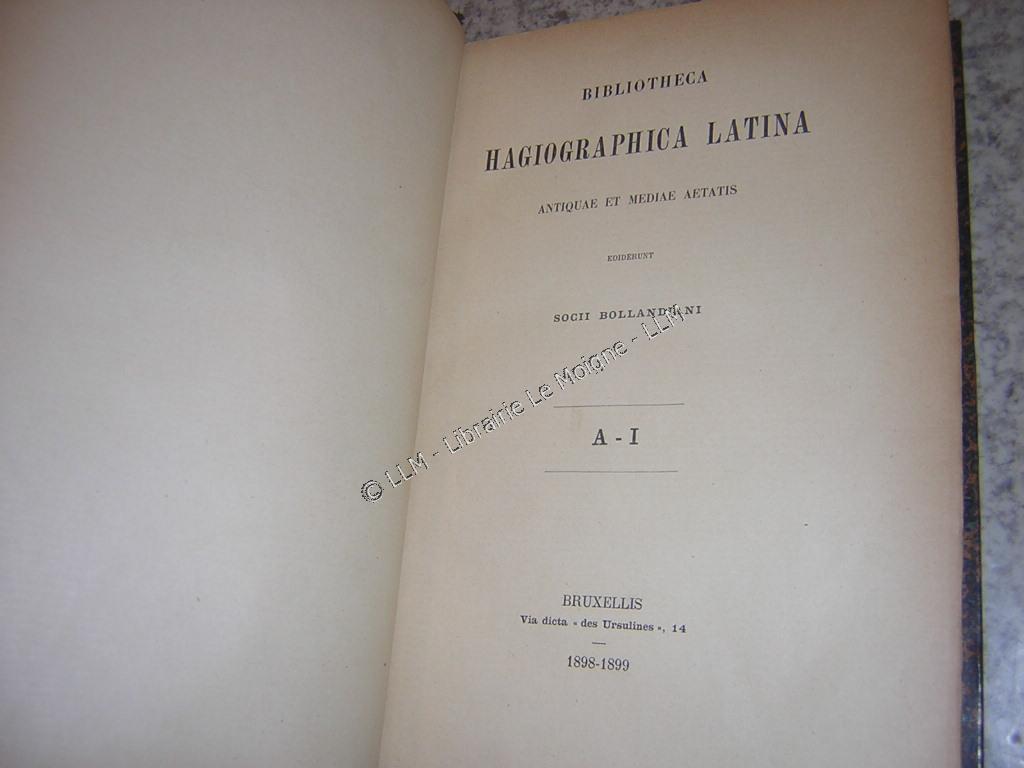 BIBLIOTHECA
HAGIOGRAPHICA LATINA
ANTIQUAE ET MEDIAE AETATIS
EDIDERUNT
SOCII BOLLANDIANI
A - I
BRUXELLIS
Via dicta « des Ursulines », 14
1898-1899
© LLM - Librairie Le Moigne - LLM